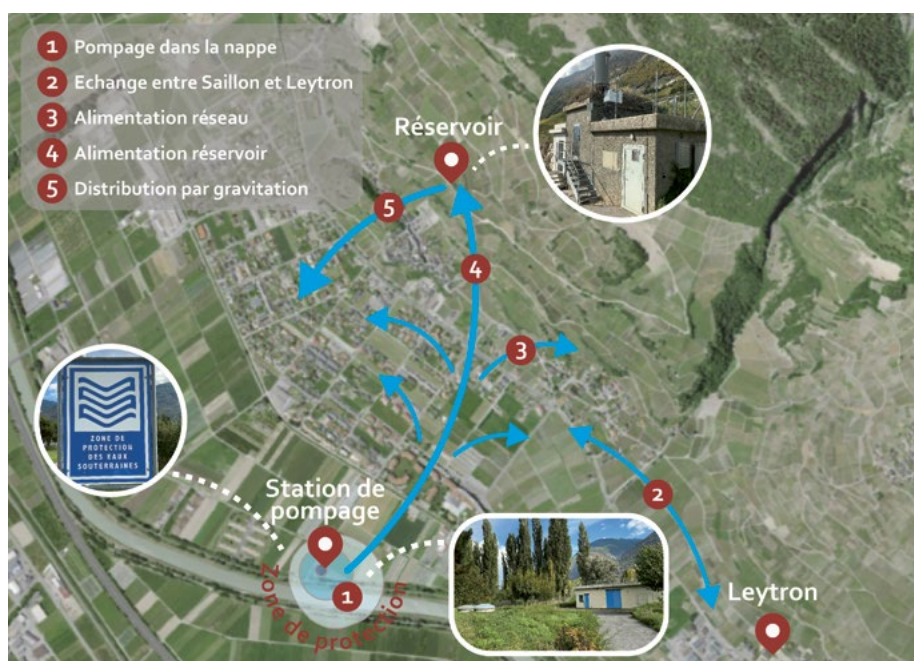 1 Pompage dans la nappe
2 Echange entre Saillon et Leytron
3 Alimentation réseau
4 Alimentation réservoir
5 Distribution par gravitation
Réservoir
5
4
3
ZONE DE
PROTECTION
DES EAUX
SOUTERRAINES
Station de
pompage
2
1
Zone de protection
Leytron